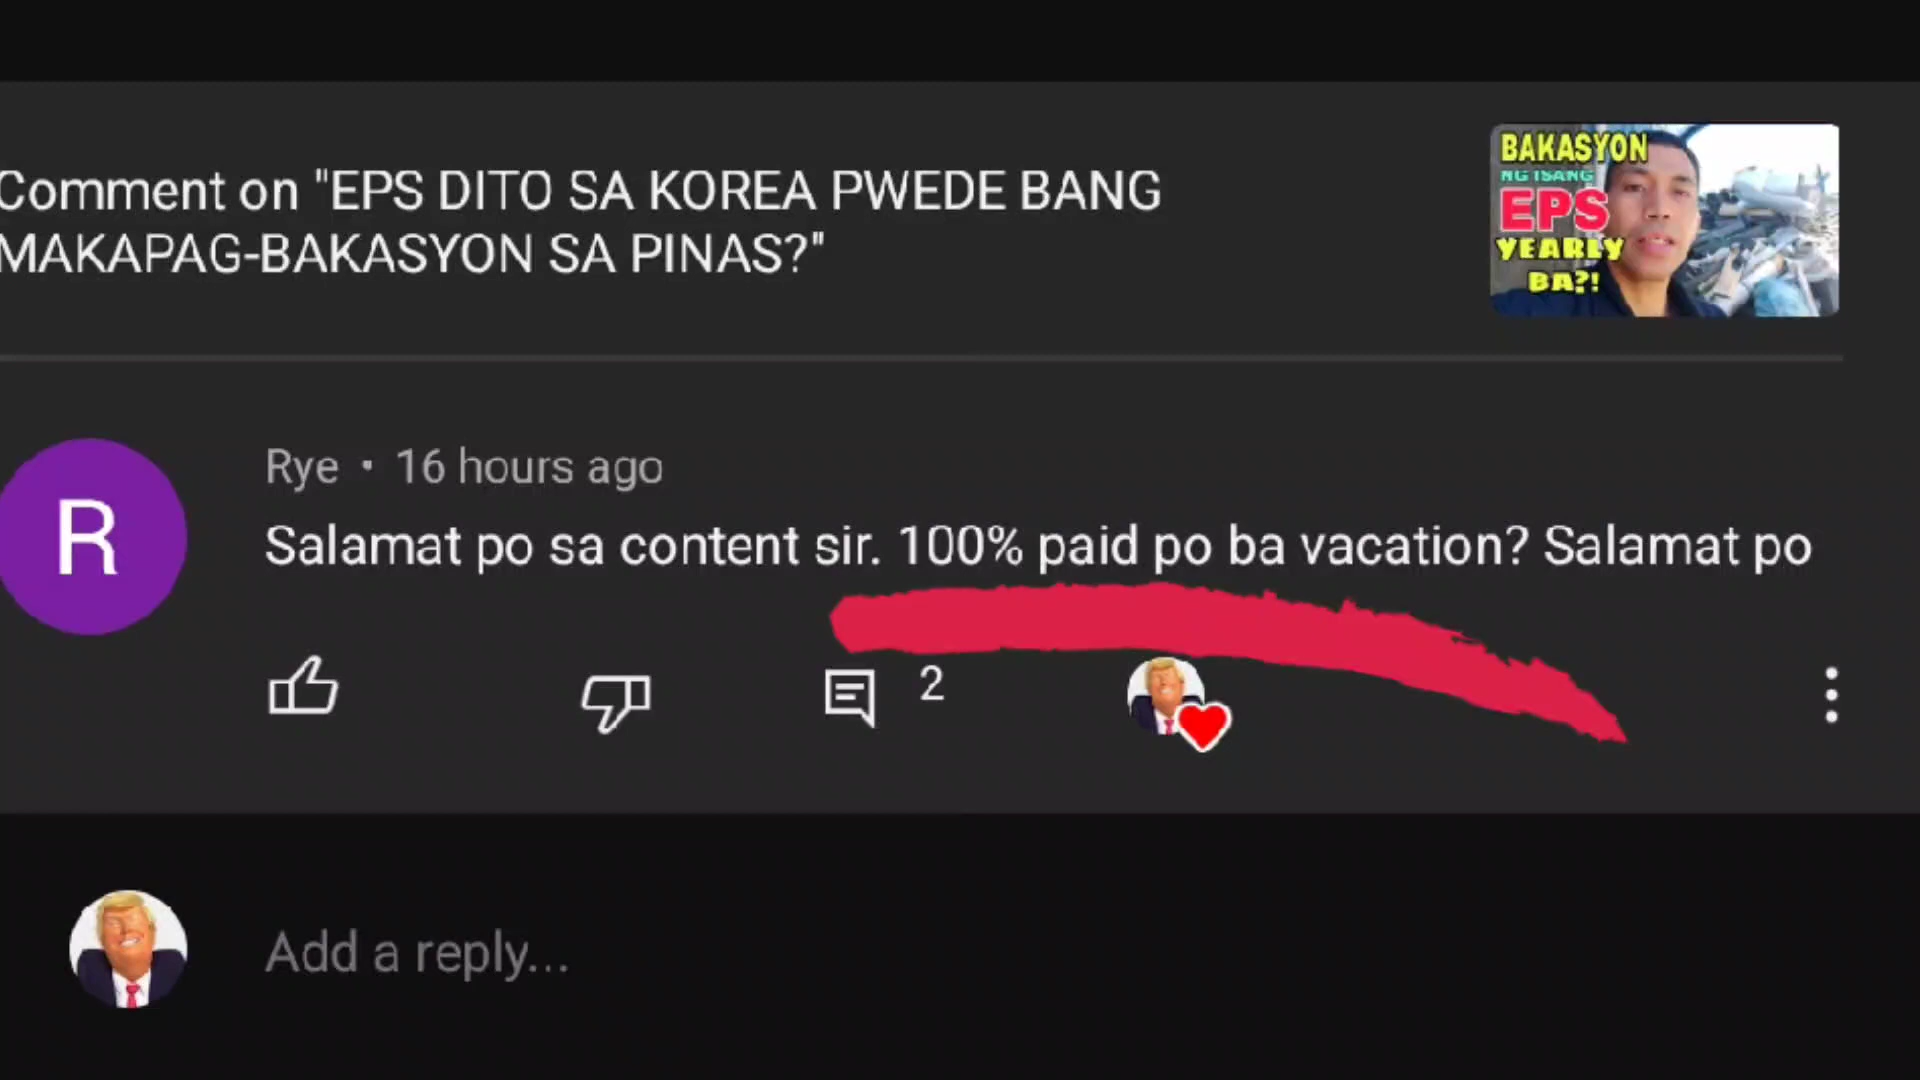 Comment on "EPS DITO SA KOREA PWEDE BANG
MAKAPAG-BAKASYON SA PINAS?"
BAKASYON
NG ISANG
EPS
YEARLY
BA?!
R
Rye • 16 hours ago
Salamat po sa content sir. 100% paid po ba vacation? Salamat po
2
Add a reply...